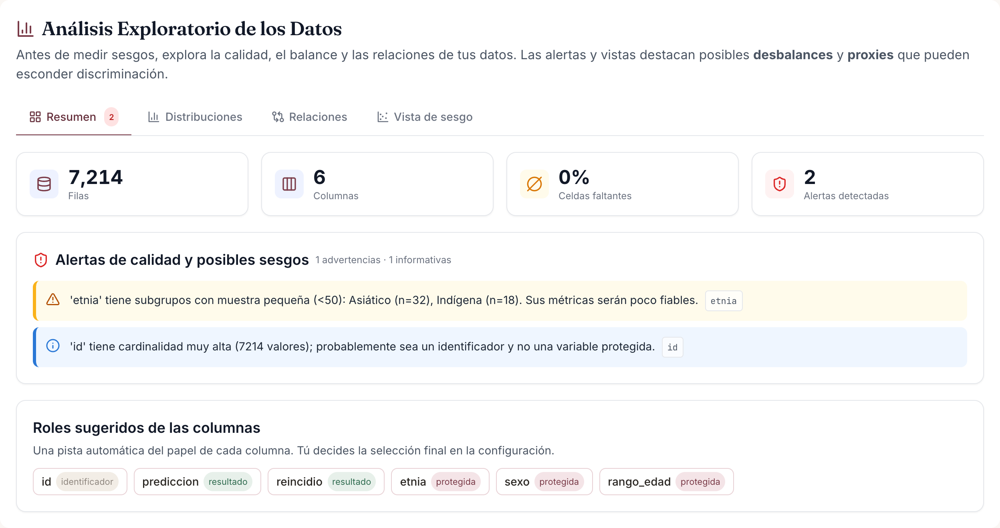 Análisis Exploratorio de los Datos
Antes de medir sesgos, explora la calidad, el balance y las relaciones de tus datos. Las alertas y vistas destacan posibles desbalances y proxies que pueden
esconder discriminación.
Resumen 2 Distribuciones Relaciones Vista de sesgo
7,214 6 0% 2
Filas Columnas Celdas faltantes Alertas detectadas
Alertas de calidad y posibles sesgos 1 advertencias · 1 informativas
'etnia' tiene subgrupos con muestra pequeña (<50): Asiático (n=32), Indígena (n=18). Sus métricas serán poco fiables. etnia
'id' tiene cardinalidad muy alta (7214 valores); probablemente sea un identificador y no una variable protegida. id
Roles sugeridos de las columnas
Una pista automática del papel de cada columna. Tú decides la selección final en la configuración.
id identificador prediccion resultado reincidio resultado etnia protegida sexo protegida rango_edad protegida